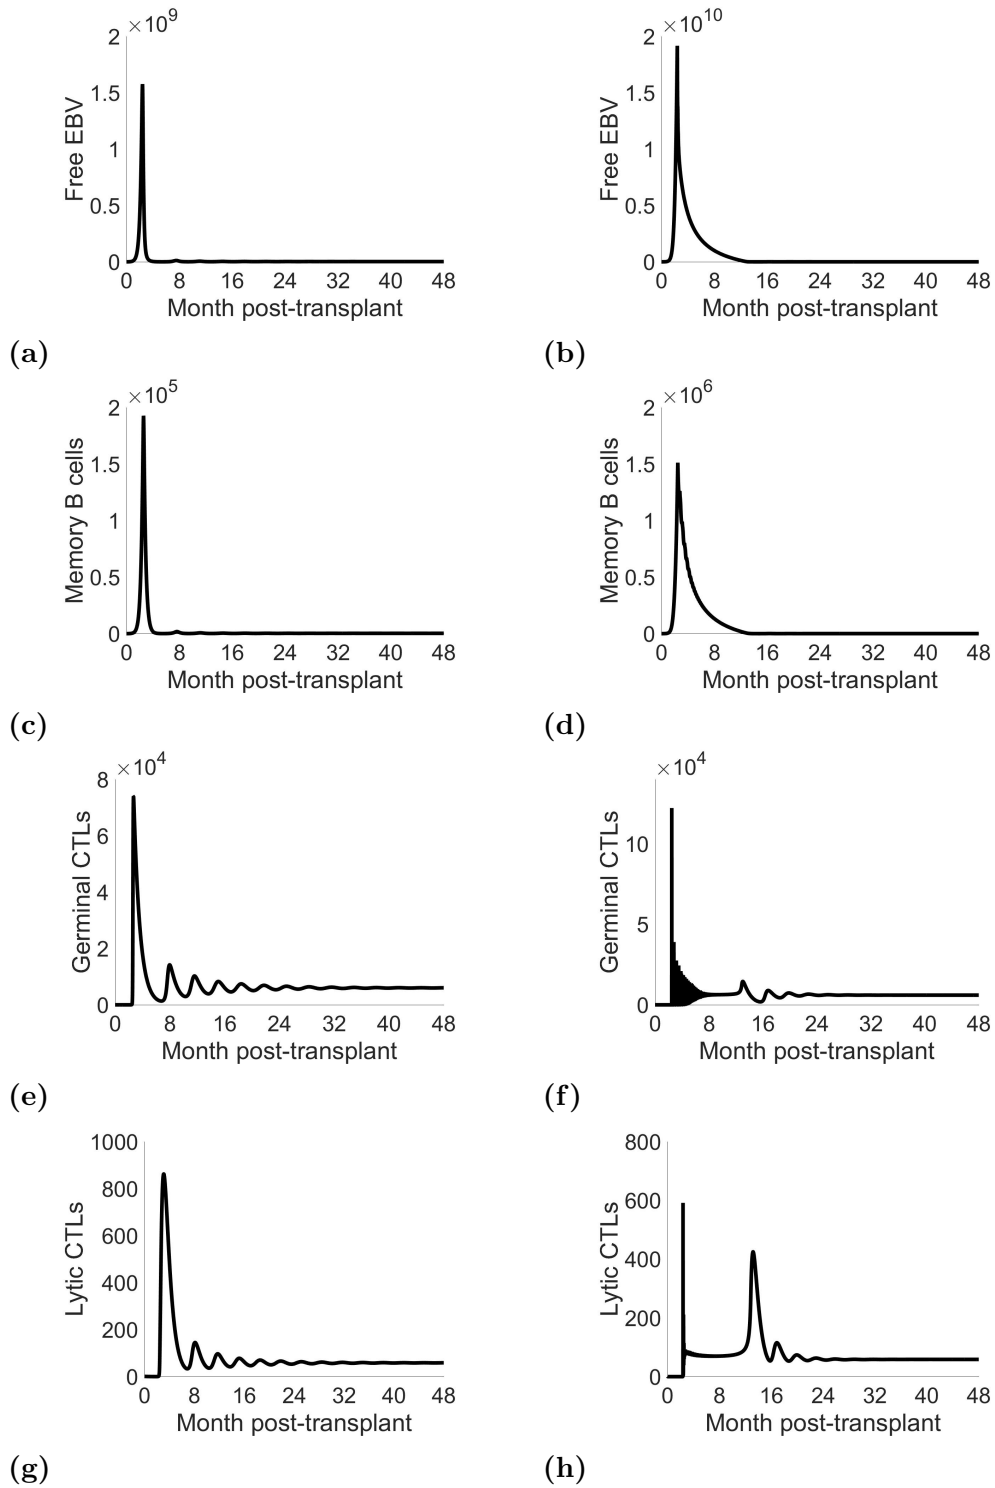 ×10^9
2
1.5
1
0.5
0
Free EBV
0 8 16 24 32 40 48
Month post-transplant
(a)
×10^10
2
1.5
1
0.5
0
Free EBV
0 8 16 24 32 40 48
Month post-transplant
(b)
×10^5
2
1.5
1
0.5
0
Memory B cells
0 8 16 24 32 40 48
Month post-transplant
(c)
×10^6
2
1.5
1
0.5
0
Memory B cells
0 8 16 24 32 40 48
Month post-transplant
(d)
×10^4
8
6
4
2
0
Germinal CTLs
0 8 16 24 32 40 48
Month post-transplant
(e)
×10^4
10
5
0
Germinal CTLs
0 8 16 24 32 40 48
Month post-transplant
(f)
1000
800
600
400
200
0
Lytic CTLs
0 8 16 24 32 40 48
Month post-transplant
(g)
800
600
400
200
0
Lytic CTLs
0 8 16 24 32 40 48
Month post-transplant
(h)